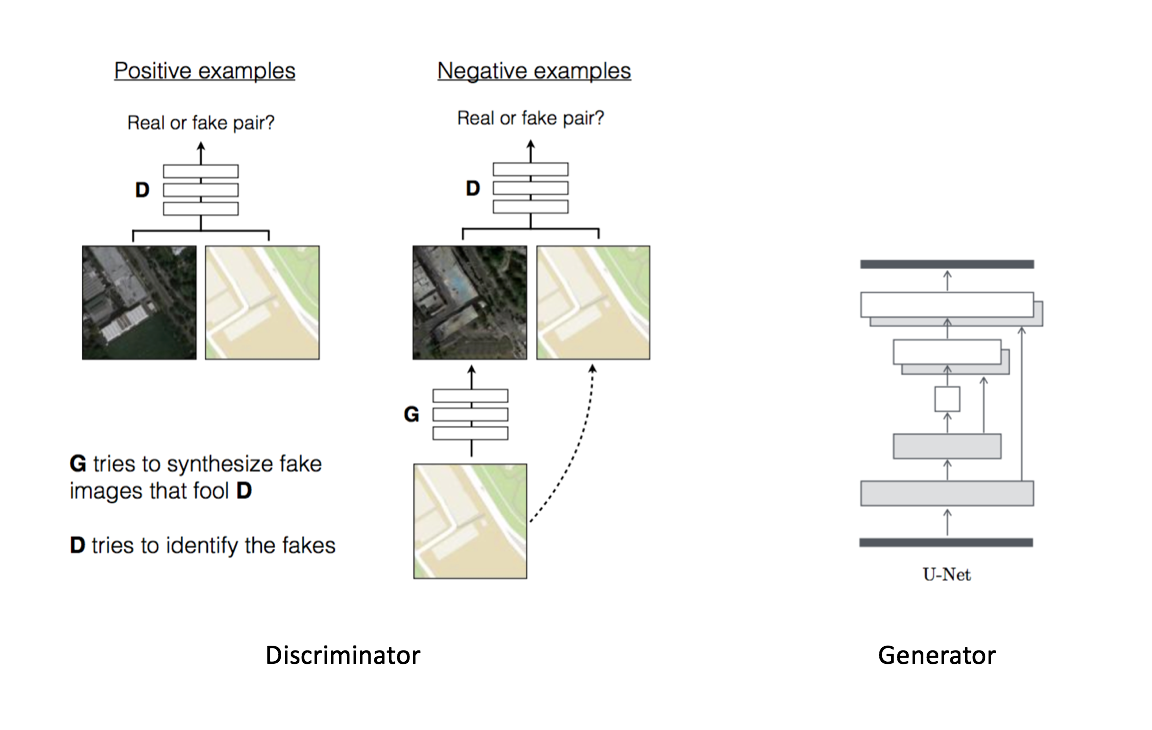 Positive examples
Real or fake pair?
D
Negative examples
Real or fake pair?
D
G
G tries to synthesize fake
images that fool D
D tries to identify the fakes
U-Net
Discriminator
Generator